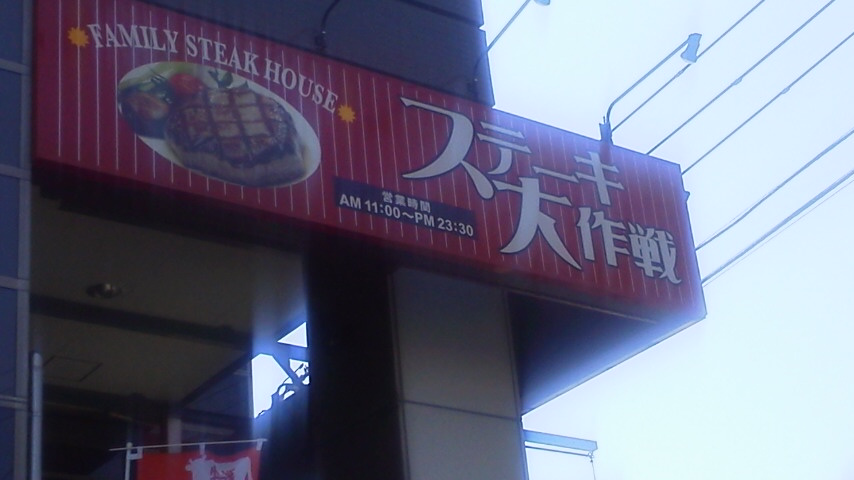 FAMILY STEAK HOUSE
ステーキ
大作戦
営業時間
AM 11:00～PM 23:30